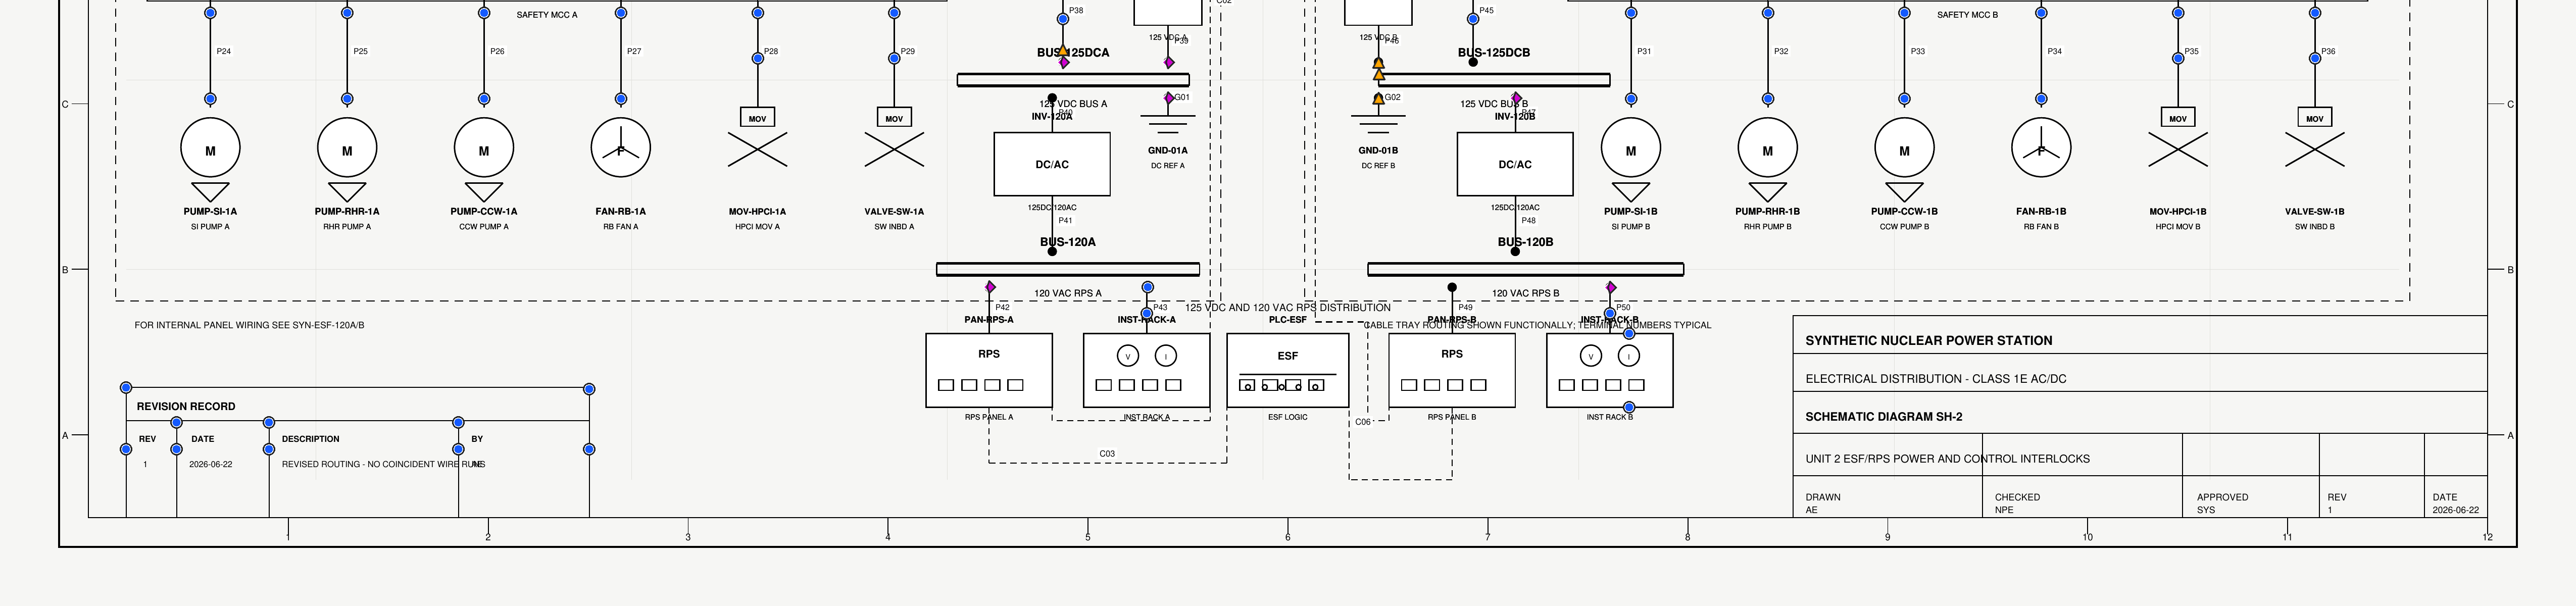 SAFETY MCC A
P38
C02
P45
SAFETY MCC B
P24
P25
P26
P27
P28
P29
125 VDC A
P39
125 VDC B
P46
P31
P32
P33
P34
P35
P36
BUS-125DCA
BUS-125DCB
C
125 VDC BUS A
G01
G02
125 VDC BUS B
C
P40
P47
INV-120A
INV-120B
MOV
MOV
MOV
MOV
M
M
M
F
DC/AC
GND-01A
DC REF A
GND-01B
DC REF B
DC/AC
M
M
M
F
125DC/120AC
125DC/120AC
PUMP-SI-1A
SI PUMP A
PUMP-RHR-1A
RHR PUMP A
PUMP-CCW-1A
CCW PUMP A
FAN-RB-1A
RB FAN A
MOV-HPCI-1A
HPCI MOV A
VALVE-SW-1A
SW INBD A
P41
P48
PUMP-SI-1B
SI PUMP B
PUMP-RHR-1B
RHR PUMP B
PUMP-CCW-1B
CCW PUMP B
FAN-RB-1B
RB FAN B
MOV-HPCI-1B
HPCI MOV B
VALVE-SW-1B
SW INBD B
BUS-120A
BUS-120B
B
B
120 VAC RPS A
120 VAC RPS B
P42
P43
125 VDC AND 120 VAC RPS DISTRIBUTION
P49
P50
PAN-RPS-A
INST-RACK-A
PLC-ESF
PAN-RPS-B
INST-RACK-B
FOR INTERNAL PANEL WIRING SEE SYN-ESF-120A/B
CABLE TRAY ROUTING SHOWN FUNCTIONALLY; TERMINAL NUMBERS TYPICAL
RPS
V
I
ESF
RPS
V
I
RPS PANEL A
INST RACK A
ESF LOGIC
RPS PANEL B
INST RACK B
C06
C03
REVISION RECORD
REV
DATE
DESCRIPTION
BY
1
2026-06-22
REVISED ROUTING - NO COINCIDENT WIRE RUNS
AE
A
A
SYNTHETIC NUCLEAR POWER STATION
ELECTRICAL DISTRIBUTION - CLASS 1E AC/DC
SCHEMATIC DIAGRAM SH-2
UNIT 2 ESF/RPS POWER AND CONTROL INTERLOCKS
DRAWN
AE
CHECKED
NPE
APPROVED
SYS
REV
1
DATE
2026-06-22
1
2
3
4
5
6
7
8
9
10
11
12